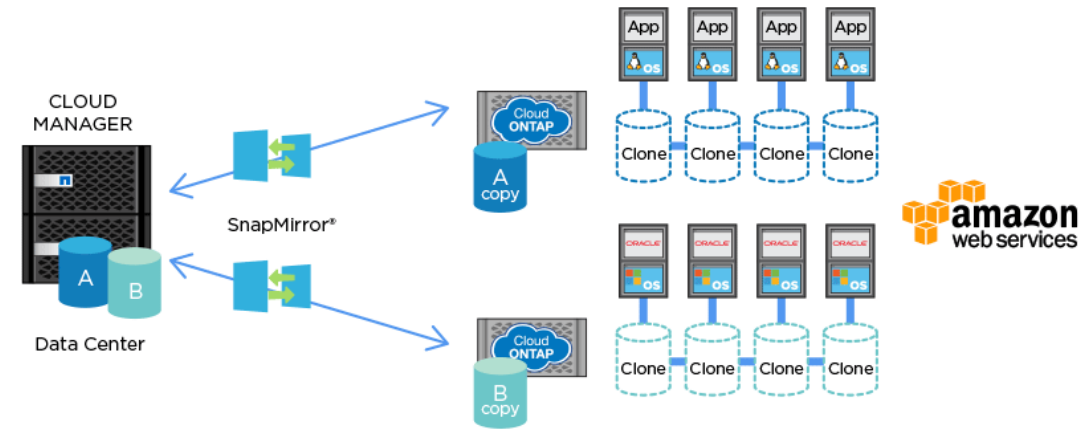 CLOUD
MANAGER
A
B
Data Center
SnapMirror®
Cloud
ONTAP
A
copy
App
App
App
App
OS
OS
OS
OS
Clone
Clone
Clone
Clone
Cloud
ONTAP
B
copy
ORACLE
ORACLE
ORACLE
ORACLE
OS
OS
OS
OS
Clone
Clone
Clone
Clone
amazon
web services